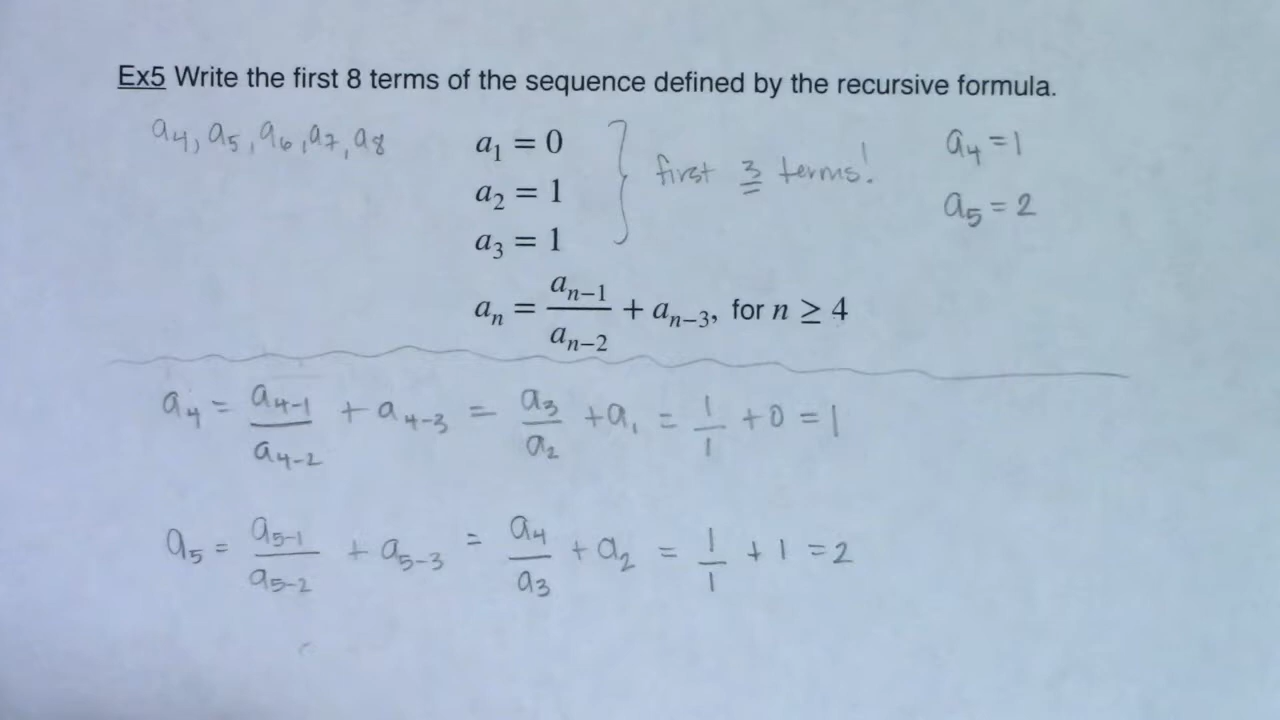 Ex5 Write the first 8 terms of the sequence defined by the recursive formula.
a₄, a₅, a₆, a₇, a₈
a₁ = 0
a₂ = 1
a₃ = 1
first 3 terms!
a₄ = 1
a₅ = 2
aₙ = aₙ₋₁/aₙ₋₂ + aₙ₋₃, for n ≥ 4
a₄ = a₄₋₁/a₄₋₂ + a₄₋₃ = a₃/a₂ + a₁ = 1/1 + 0 = 1
a₅ = a₅₋₁/a₅₋₂ + a₅₋₃ = a₄/a₃ + a₂ = 1/1 + 1 = 2